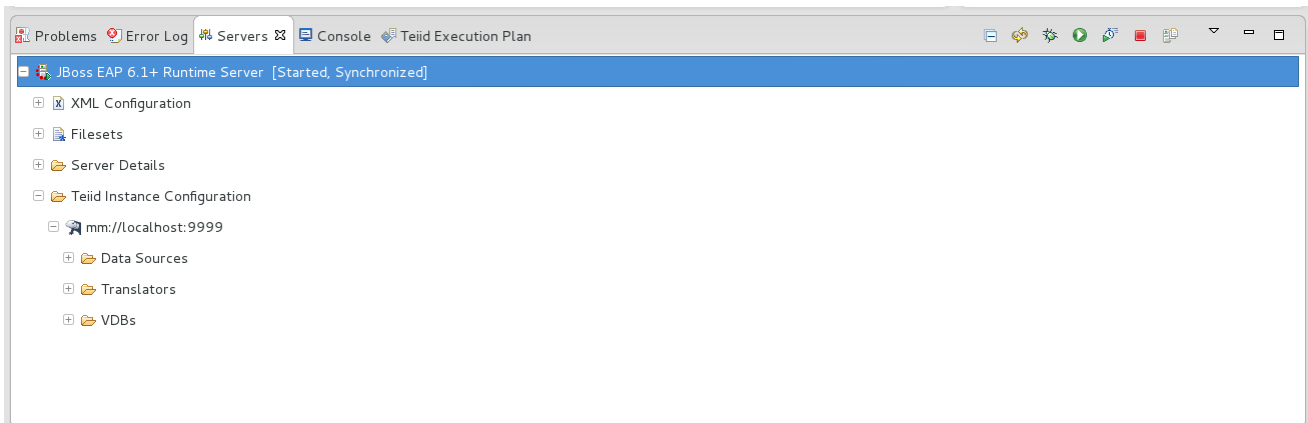 Problems Error Log Servers Console Teiid Execution Plan
JBoss EAP 6.1+ Runtime Server [Started, Synchronized]
XML Configuration
Filesets
Server Details
Teiid Instance Configuration
mm://localhost:9999
Data Sources
Translators
VDBs